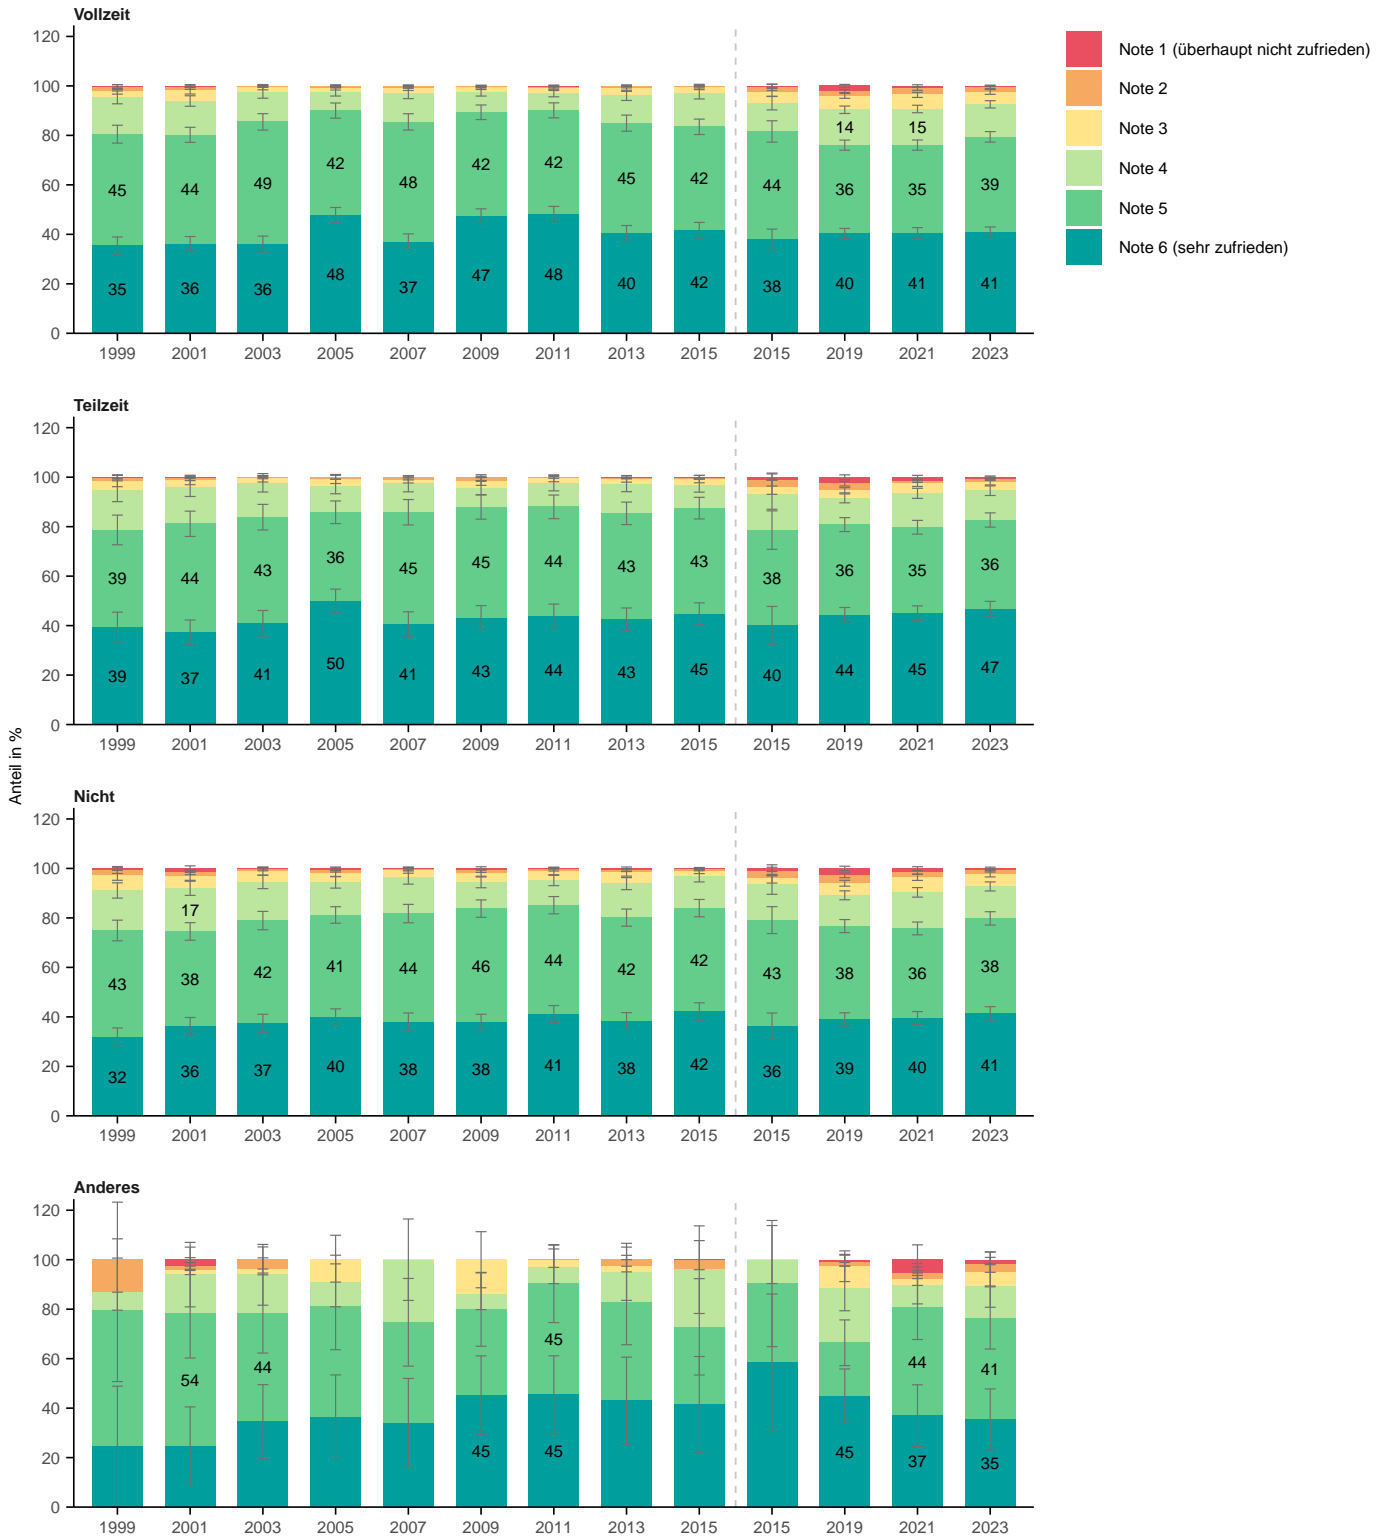 Vollzeit
120
100
80
60
40
20
0
14 15
45 44 49 42 48 42 42 45 42 44 36 35 39
35 36 36 48 37 47 48 40 42 38 40 41 41
1999 2001 2003 2005 2007 2009 2011 2013 2015 2015 2019 2021 2023
Note 1 (überhaupt nicht zufrieden)
Note 2
Note 3
Note 4
Note 5
Note 6 (sehr zufrieden)
Teilzeit
120
100
80
60
40
20
0
39 44 43 36 45 45 44 43 43 38 36 35 36
39 37 41 50 41 43 44 43 45 40 44 45 47
1999 2001 2003 2005 2007 2009 2011 2013 2015 2015 2019 2021 2023
Anteil in %
Nicht
120
100
80
60
40
20
0
17
43 38 42 41 44 46 44 42 42 43 38 36 38
32 36 37 40 38 38 41 38 42 36 39 40 41
1999 2001 2003 2005 2007 2009 2011 2013 2015 2015 2019 2021 2023
Anderes
120
100
80
60
40
20
0
54 44 45 44 41
45 45 45 37 35
1999 2001 2003 2005 2007 2009 2011 2013 2015 2015 2019 2021 2023